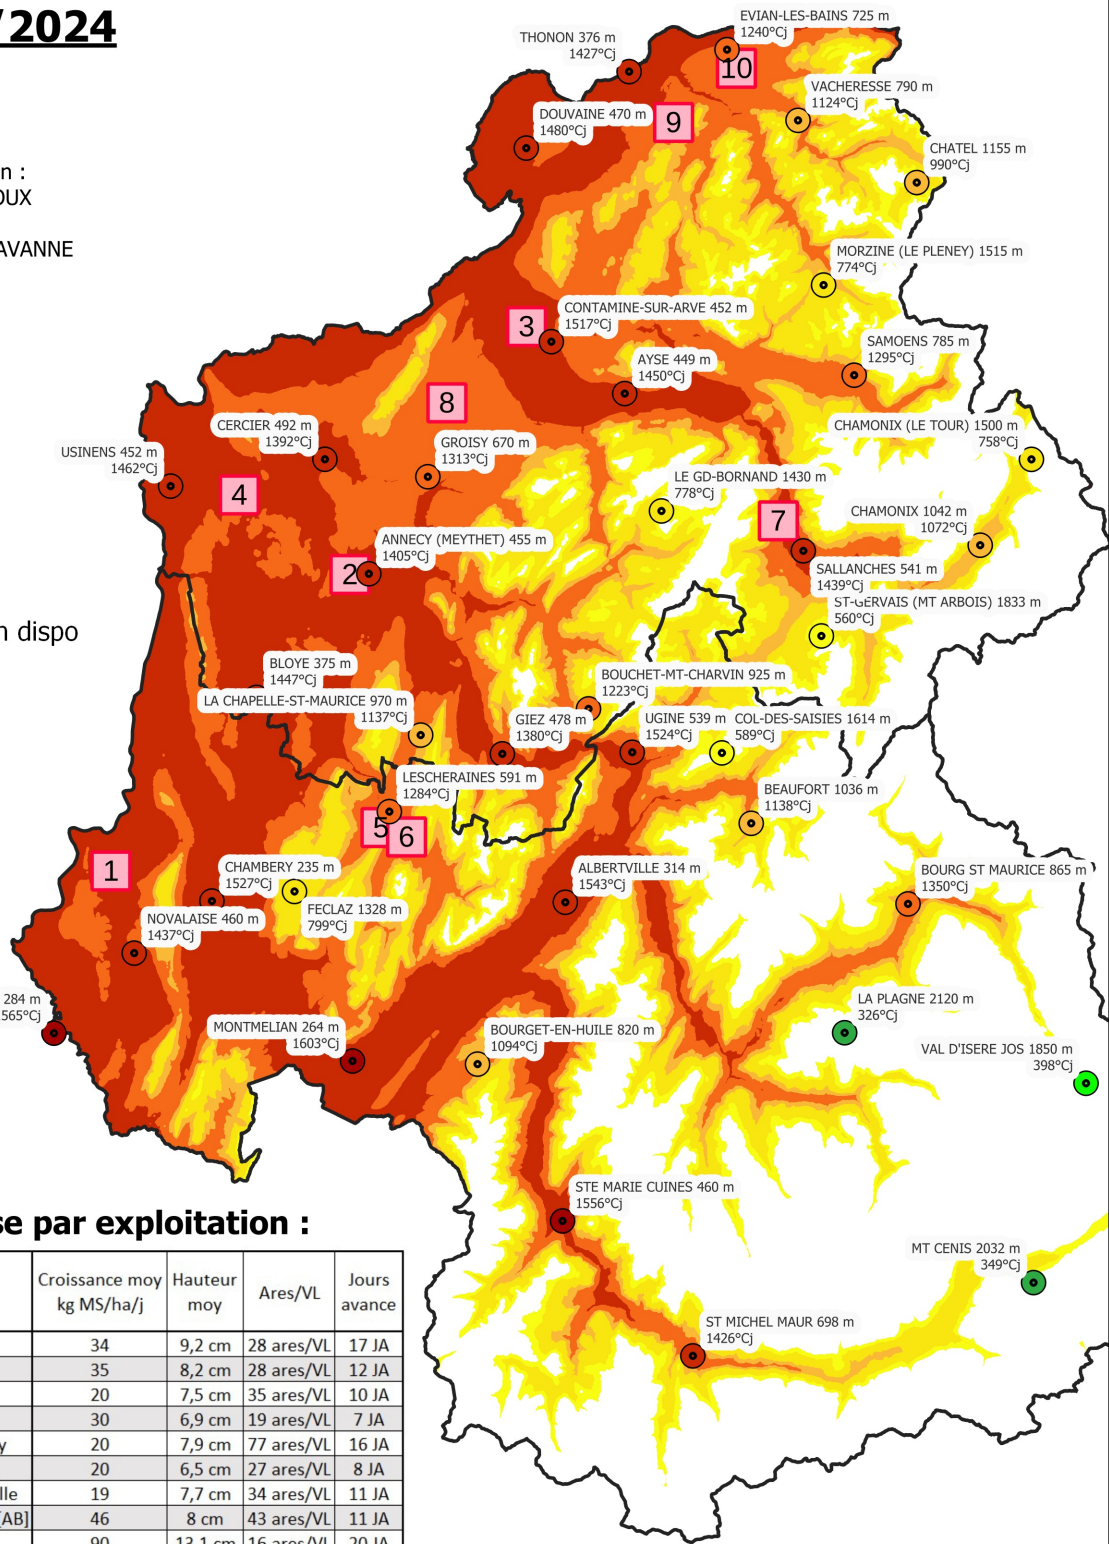 /2024
n :
OUX
AVANNE
n dispo
EVIAN-LES-BAINS 725 m
1240°Cj
THONON 376 m
1427°Cj
10
VACHERESSE 790 m
1124°Cj
DOUVAINE 470 m
1480°Cj
9
CHATEL 1155 m
990°Cj
MORZINE (LE PLENEY) 1515 m
774°Cj
3
CONTAMINE-SUR-ARVE 452 m
1517°Cj
SAMOENS 785 m
1295°Cj
AYSE 449 m
1450°Cj
8
CERCIER 492 m
1392°Cj
CHAMONIX (LE TOUR) 1500 m
758°Cj
USINENS 452 m
1462°Cj
GROISY 670 m
1313°Cj
4
LE GD-BORNAND 1430 m
778°Cj
7
CHAMONIX 1042 m
1072°Cj
ANNECY (MEYTHET) 455 m
1405°Cj
2
SALLANCHES 541 m
1439°Cj
ST-GERVAIS (MT ARBOIS) 1833 m
560°Cj
BLOYE 375 m
1447°Cj
BOUCHET-MT-CHARVIN 925 m
1223°Cj
LA CHAPELLE-ST-MAURICE 970 m
1137°Cj
GIEZ 478 m
1380°Cj
UGINE 539 m
1524°Cj
COL-DES-SAISIES 1614 m
589°Cj
LESCHERAINES 591 m
1284°Cj
BEAUFORT 1036 m
1138°Cj
5
6
1
CHAMBERY 235 m
1527°Cj
ALBERTVILLE 314 m
1543°Cj
BOURG ST MAURICE 865 m
1350°Cj
FECLAZ 1328 m
799°Cj
NOVALAISE 460 m
1437°Cj
284 m
565°Cj
LA PLAGNE 2120 m
326°Cj
MONTMELIAN 264 m
1603°Cj
BOURGET-EN-HUILE 820 m
1094°Cj
VAL D'ISERE JOS 1850 m
398°Cj
STE MARIE CUINES 460 m
1556°Cj
MT CENIS 2032 m
349°Cj
ST MICHEL MAUR 698 m
1426°Cj
se par exploitation :
Croissance moy kg MS/ha/j Hauteur moy Ares/VL Jours avance
34 9,2 cm 28 ares/VL 17 JA
35 8,2 cm 28 ares/VL 12 JA
20 7,5 cm 35 ares/VL 10 JA
30 6,9 cm 19 ares/VL 7 JA
y 20 7,9 cm 77 ares/VL 16 JA
20 6,5 cm 27 ares/VL 8 JA
lle 19 7,7 cm 34 ares/VL 11 JA
[AB] 46 8 cm 43 ares/VL 11 JA
90 13,1 cm 16 ares/VL 20 JA